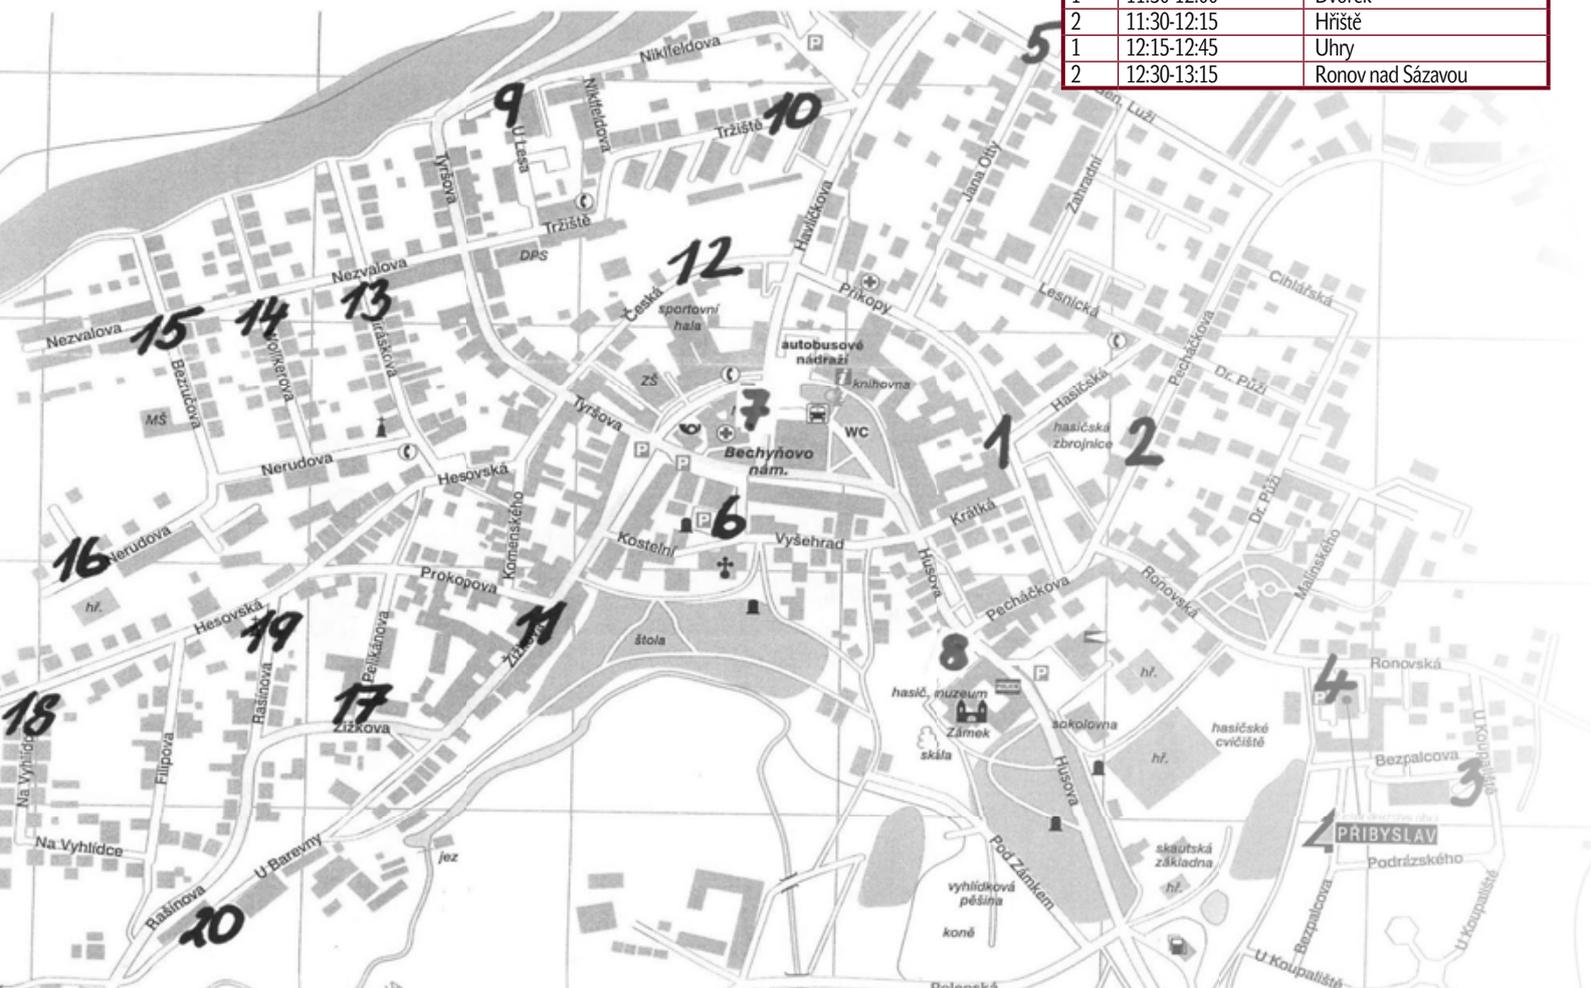 2 11:30-12:15 Hřiště
1 12:15-12:45 Uhry
2 12:30-13:15 Ronov nad Sázavou
5
Niklfeldova
P
9
Niklfeldova
10
Tržiště
U Lesa
Tyršova
Jana Otty
Zahradní
Havlíčkova
Tržiště
DPS
12
Nezvalova
Česká
sportovní
hala
Příkopy
Lesnická
Cihlářská
13
14
15
Nezvalova
autobusové
nádraží
knihovna
Pecháčkova
Dr. Půži
ZŠ
Bezručova
MŠ
Tyršova
7
WC
Hasičská
hasičská
zbrojnice
1
2
P
P
Bechyňovo
nám.
Nerudova
Hesovská
Komenského
P
6
Krátká
Dr. Půži
Kostelní
Vyšehrad
Husova
Malinského
16
Nerudova
hř.
Prokopova
Pecháčkova
Ronovská
Hesovská
19
11
Žižkova
štola
Pelikánova
Rašínova
8
P
hř.
4
Ronovská
hasič. muzeum
POLICIE
Zámek
skála
sokolovna
hasičské
cvičiště
hř.
18
17
Žižkova
Na Vyhlídce
Filipova
Husova
Bezpalcova
U Koupaliště
3
4
PŘIBYSLAV
Podrázského
Na Vyhlídce
U Barevny
jez
Pod Zámkem
skautská
základna
hř.
vyhlídková
pěšina
koně
Rašínova
20
Bezpalcova
U Koupaliště
U Koupaliště